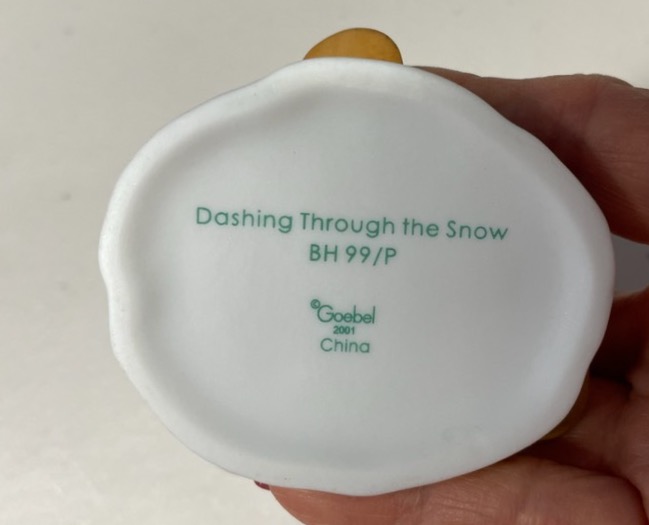 Dashing Through the Snow
BH 99/P
©Goebel
2001
China